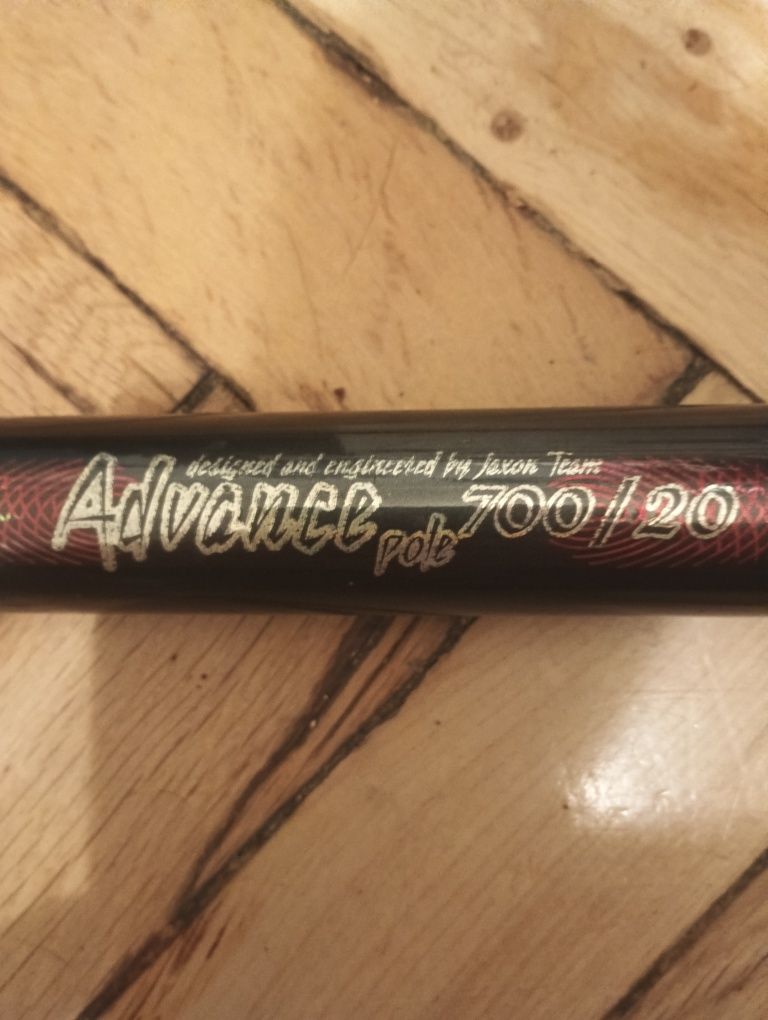 designed and engineered by Jaxon Team
Advance pole 700/20